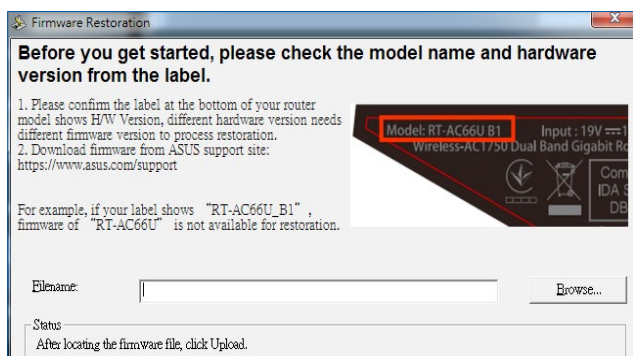 Firmware Restoration
Before you get started, please check the model name and hardware
version from the label.
1. Please confirm the label at the bottom of your router
model shows H/W Version, different hardware version needs
different firmware version to process restoration.
2. Download firmware from ASUS support site:
https://www.asus.com/support
For example, if your label shows “RT-AC66U_B1”,
firmware of “RT-AC66U” is not available for restoration.
Model: RT-AC66U B1 Input : 19V
Wireless-AC1750 Dual Band Gigabit Ro
Com
IDA S
DB
Filename:
Browse...
Status
After locating the firmware file, click Upload.